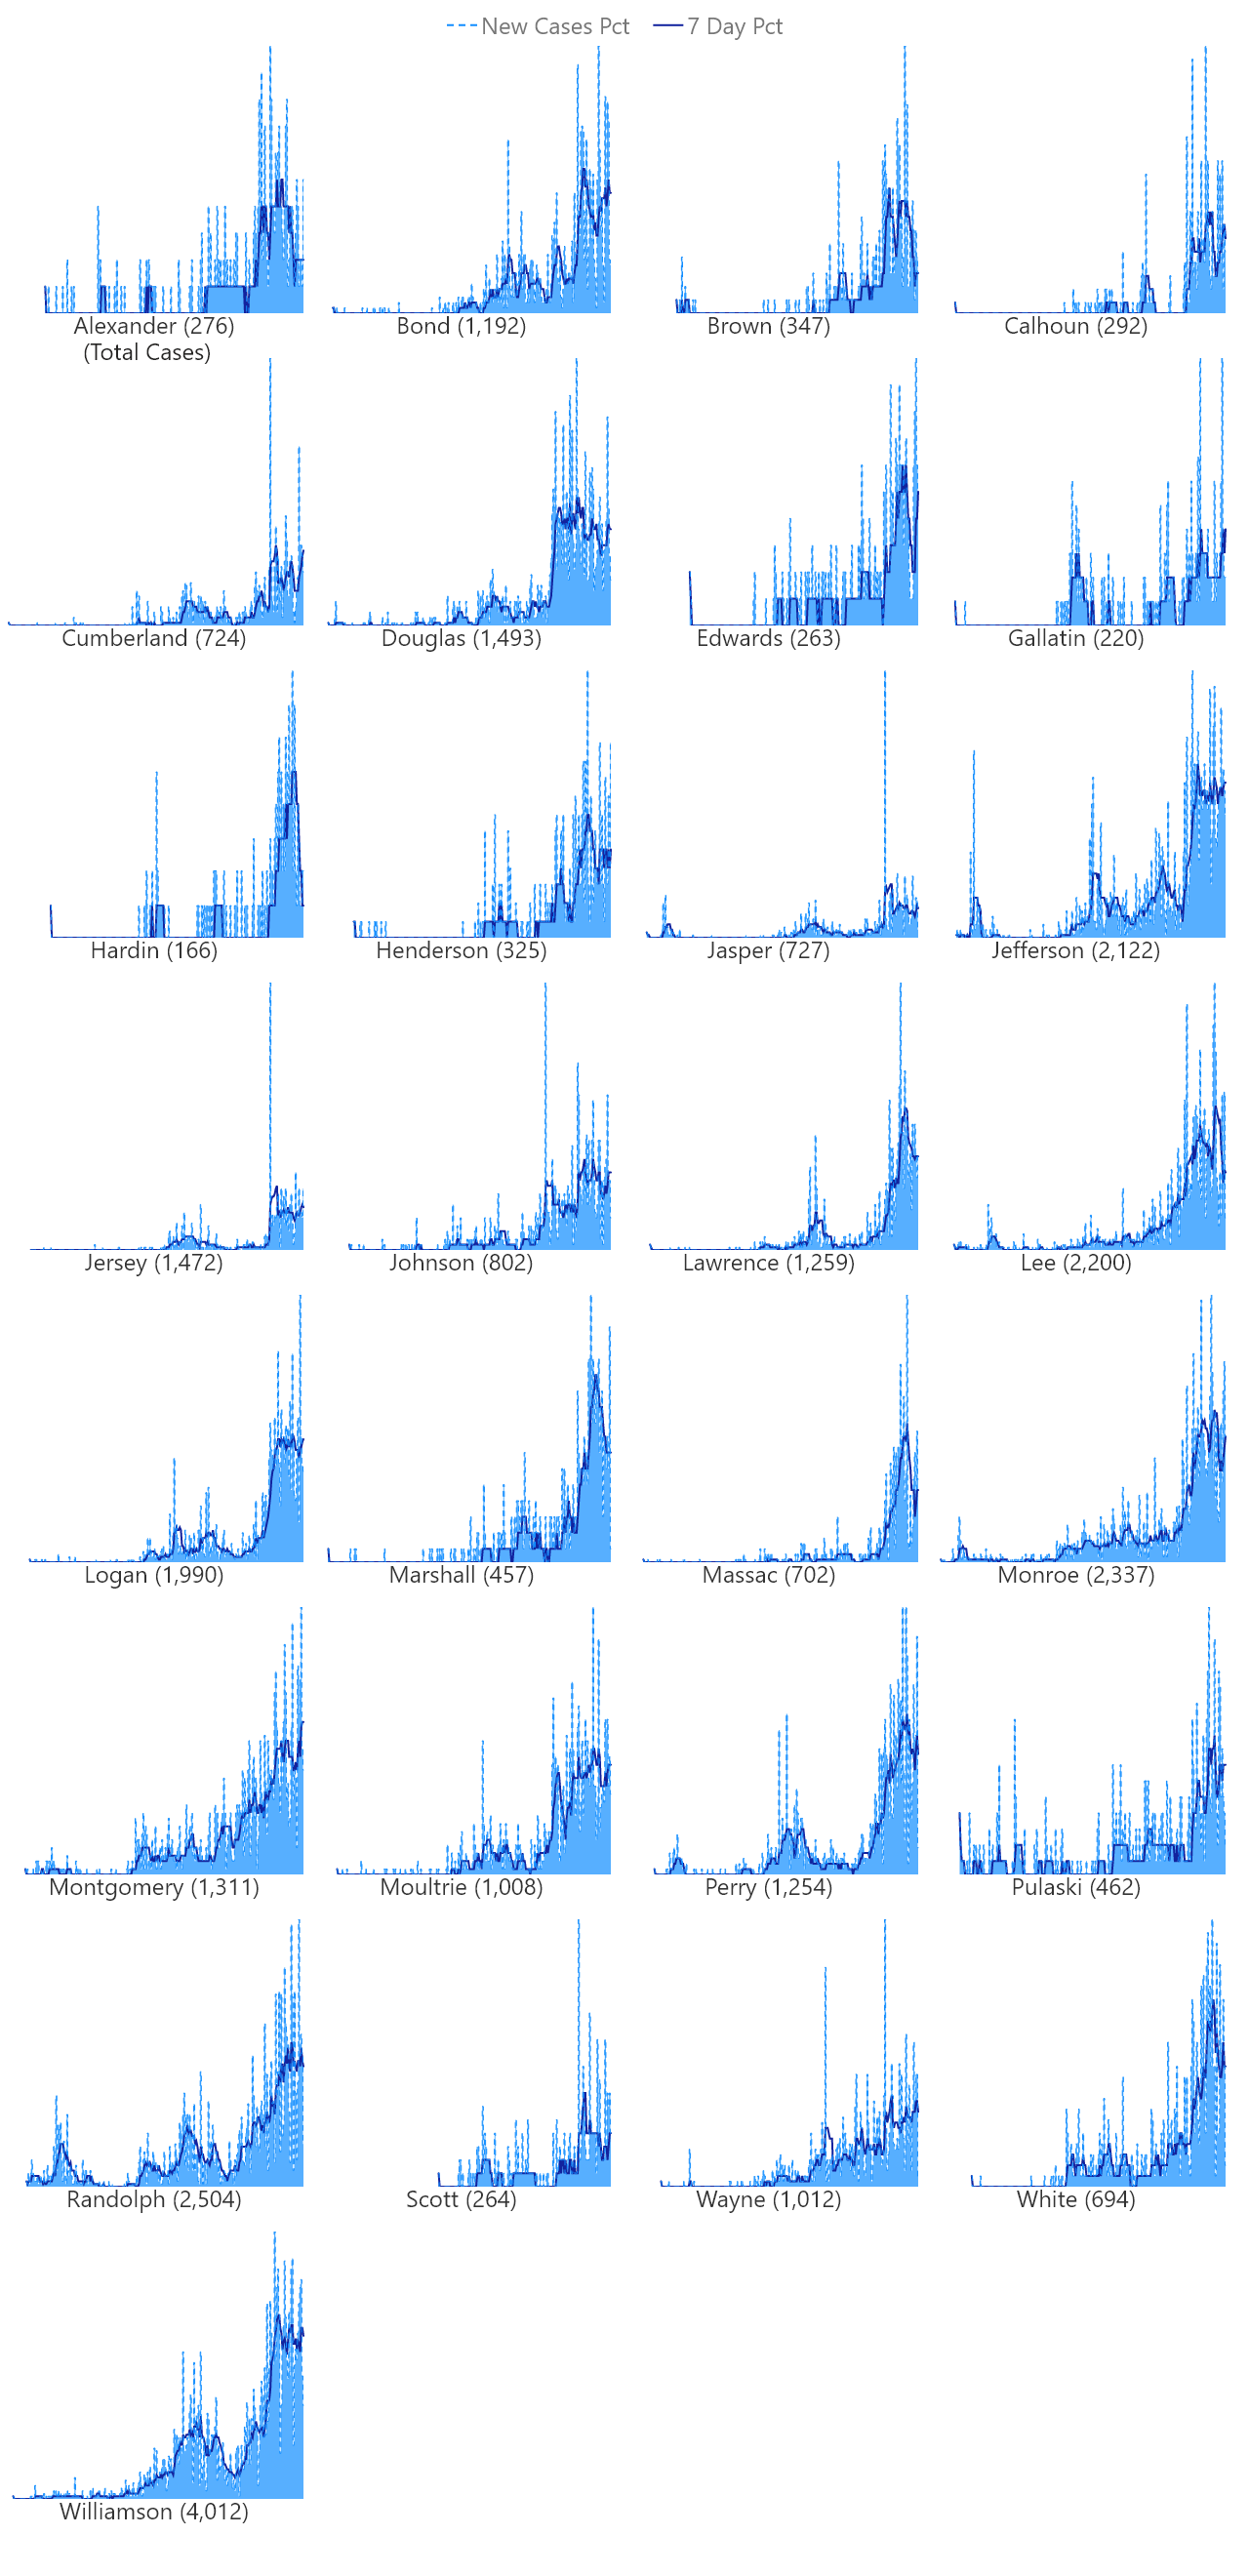 New Cases Pct 7 Day Pct
Alexander (276) Bond (1,192) Brown (347) Calhoun (292)
(Total Cases)
Cumberland (724) Douglas (1,493) Edwards (263) Gallatin (220)
Hardin (166) Henderson (325) Jasper (727) Jefferson (2,122)
Jersey (1,472) Johnson (802) Lawrence (1,259) Lee (2,200)
Logan (1,990) Marshall (457) Massac (702) Monroe (2,337)
Montgomery (1,311) Moultrie (1,008) Perry (1,254) Pulaski (462)
Randolph (2,504) Scott (264) Wayne (1,012) White (694)
Williamson (4,012)